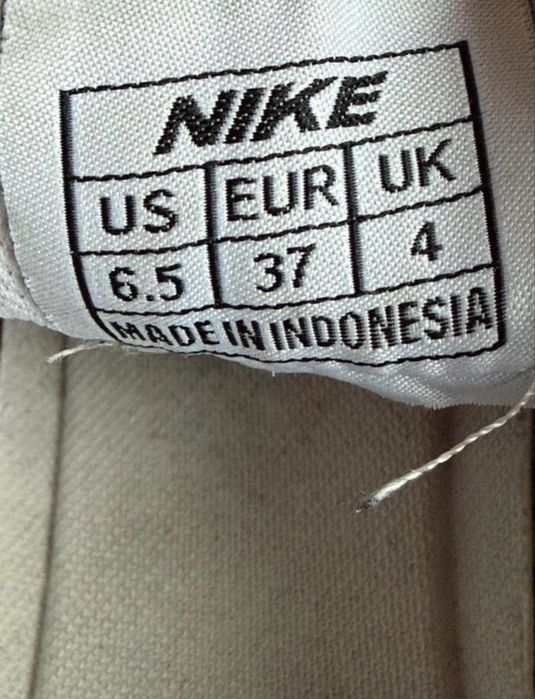 NIKE
US EUR UK
6.5 37 4
MADE IN INDONESIA